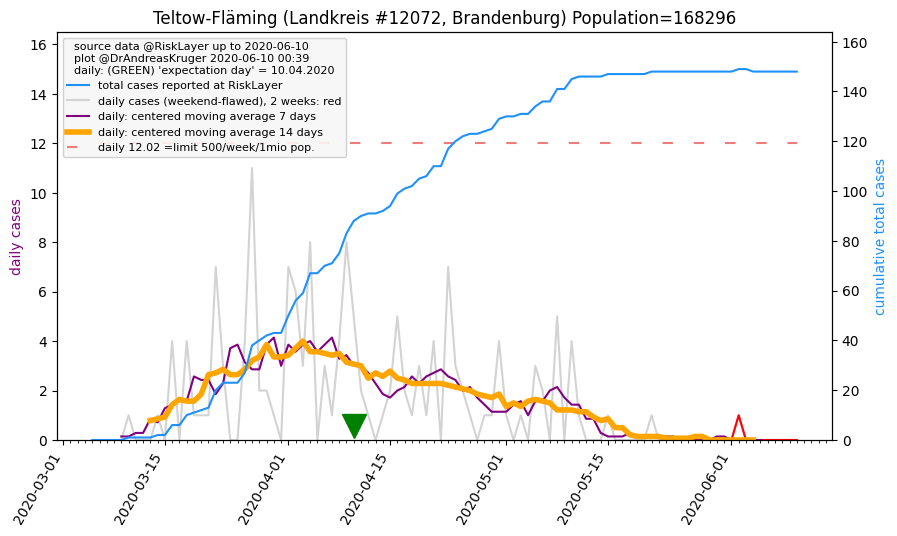 Teltow-Fläming (Landkreis #12072, Brandenburg) Population=168296
source data @RiskLayer up to 2020-06-10
plot @DrAndreasKruger 2020-06-10 00:39
daily: (GREEN) 'expectation day' = 10.04.2020
total cases reported at RiskLayer
daily cases (weekend-flawed), 2 weeks: red
daily: centered moving average 7 days
daily: centered moving average 14 days
daily 12.02 =limit 500/week/1mio pop.
daily cases
16
14
12
10
8
6
4
2
0
cumulative total cases
160
140
120
100
80
60
40
20
0
2020-03-01
2020-03-15
2020-04-01
2020-04-15
2020-05-01
2020-05-15
2020-06-01